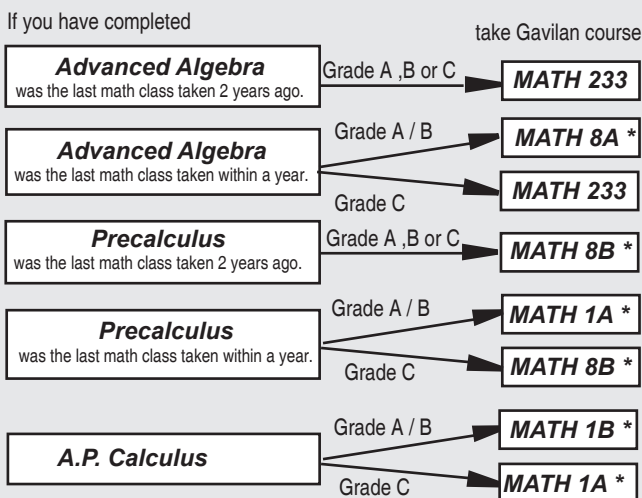 If you have completed
take Gavilan course
Advanced Algebra
was the last math class taken 2 years ago.
Grade A ,B or C
MATH 233
Advanced Algebra
was the last math class taken within a year.
Grade A / B
MATH 8A *
Grade C
MATH 233
Precalculus
was the last math class taken 2 years ago.
Grade A ,B or C
MATH 8B *
Precalculus
was the last math class taken within a year.
Grade A / B
MATH 1A *
Grade C
MATH 8B *
A.P. Calculus
Grade A / B
MATH 1B *
Grade C
MATH 1A *